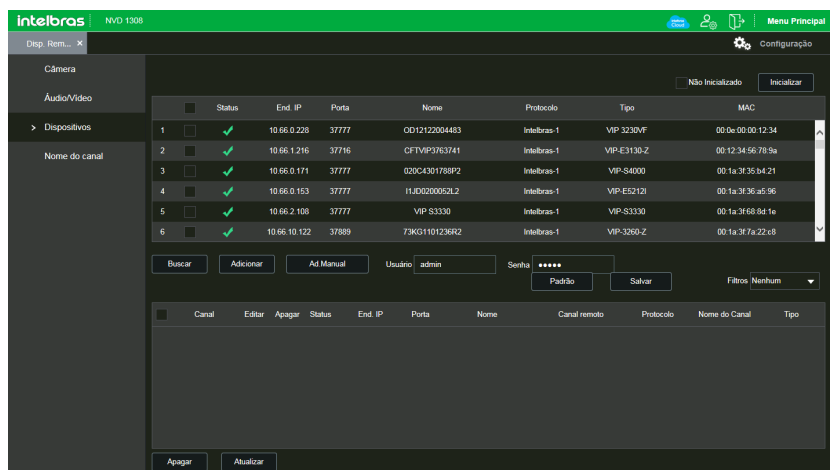 intelbras NVD 1308 intelbras Cloud Menu Principal
Disp. Rem... × Configuração
Câmera
Áudio/Vídeo
> Dispositivos
Nome do canal
Não Inicializado Inicializar
Status End. IP Porta Nome Protocolo Tipo MAC
1 10.66.0.228 37777 OD12122004483 Intelbras-1 VIP 3230VF 00:0e:00:00:12:34
2 10.66.1.216 37716 CFTVIP3763741 Intelbras-1 VIP-E3130-Z 00:12:34:56:78:9a
3 10.66.0.171 37777 020C4301788P2 Intelbras-1 VIP-S4000 00:1a:3f:35:b4:21
4 10.66.0.153 37777 I1JD0200052L2 Intelbras-1 VIP-E5212I 00:1a:3f:36:a5:96
5 10.66.2.108 37777 VIP S3330 Intelbras-1 VIP-S3330 00:1a:3f:68:8d:1e
6 10.66.10.122 37889 73KG1101236R2 Intelbras-1 VIP-3260-Z 00:1a:3f:7a:22:c8
Buscar Adicionar Ad.Manual Usuário admin Senha •••••
Padrão Salvar Filtros Nenhum
Canal Editar Apagar Status End. IP Porta Nome Canal remoto Protocolo Nome do Canal Tipo
Apagar Atualizar